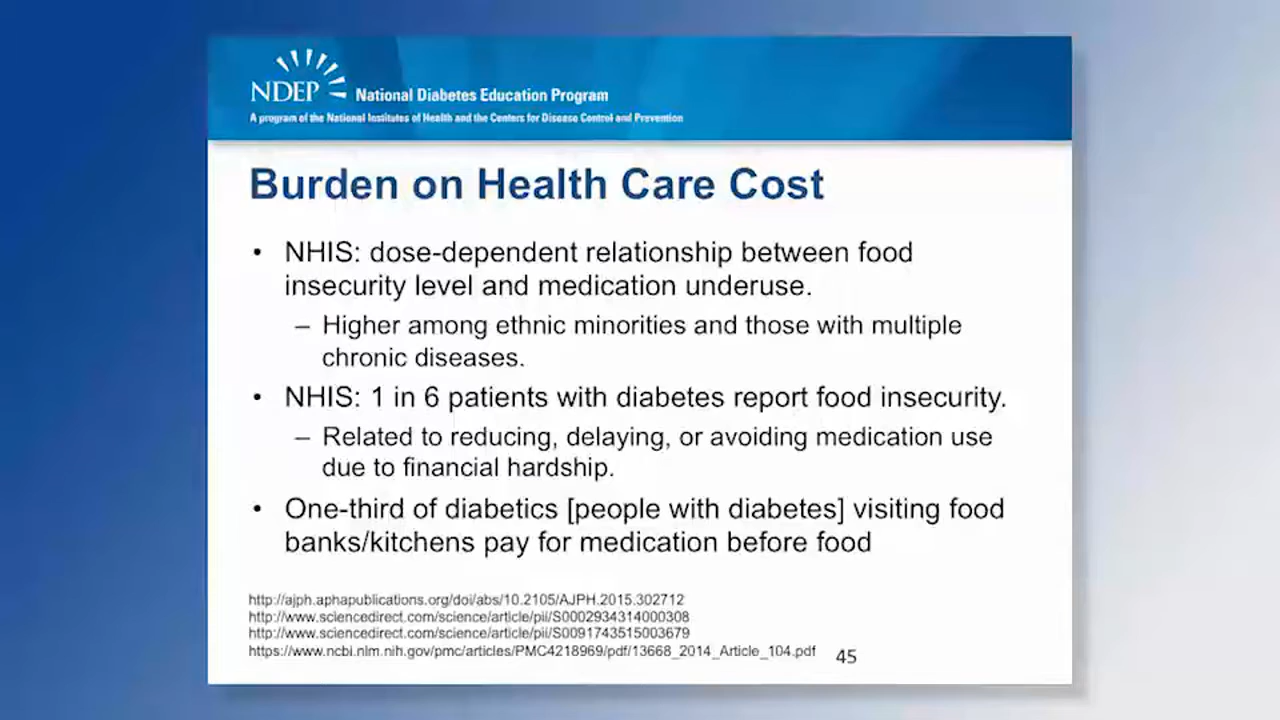 NDEP National Diabetes Education Program
A program of the National Institutes of Health and the Centers for Disease Control and Prevention
Burden on Health Care Cost
• NHIS: dose-dependent relationship between food
insecurity level and medication underuse.
– Higher among ethnic minorities and those with multiple
chronic diseases.
• NHIS: 1 in 6 patients with diabetes report food insecurity.
– Related to reducing, delaying, or avoiding medication use
due to financial hardship.
• One-third of diabetics [people with diabetes] visiting food
banks/kitchens pay for medication before food
http://ajph.aphapublications.org/doi/abs/10.2105/AJPH.2015.302712
http://www.sciencedirect.com/science/article/pii/S0002934314000308
http://www.sciencedirect.com/science/article/pii/S0091743515003679
https://www.ncbi.nlm.nih.gov/pmc/articles/PMC4218969/pdf/13668_2014_Article_104.pdf
45